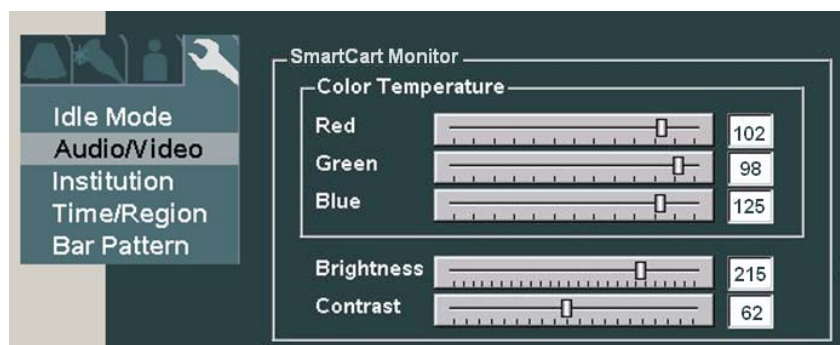 SmartCart Monitor
Color Temperature
Idle Mode
Audio/Video
Institution
Time/Region
Bar Pattern
Red 102
Green 98
Blue 125
Brightness 215
Contrast 62